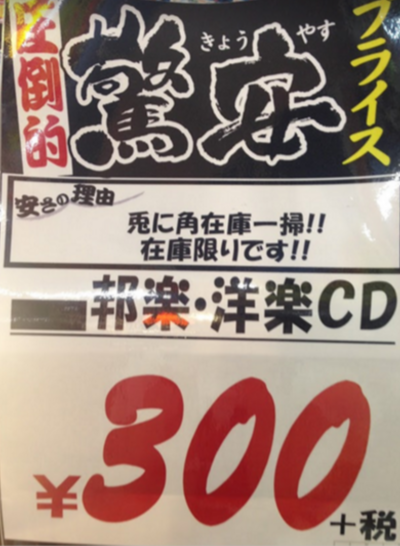 圧倒的
驚安
きょう やす
フライス
安さの理由
兎に角在庫一掃!!
在庫限りです!!
邦楽・洋楽CD
¥300
+税